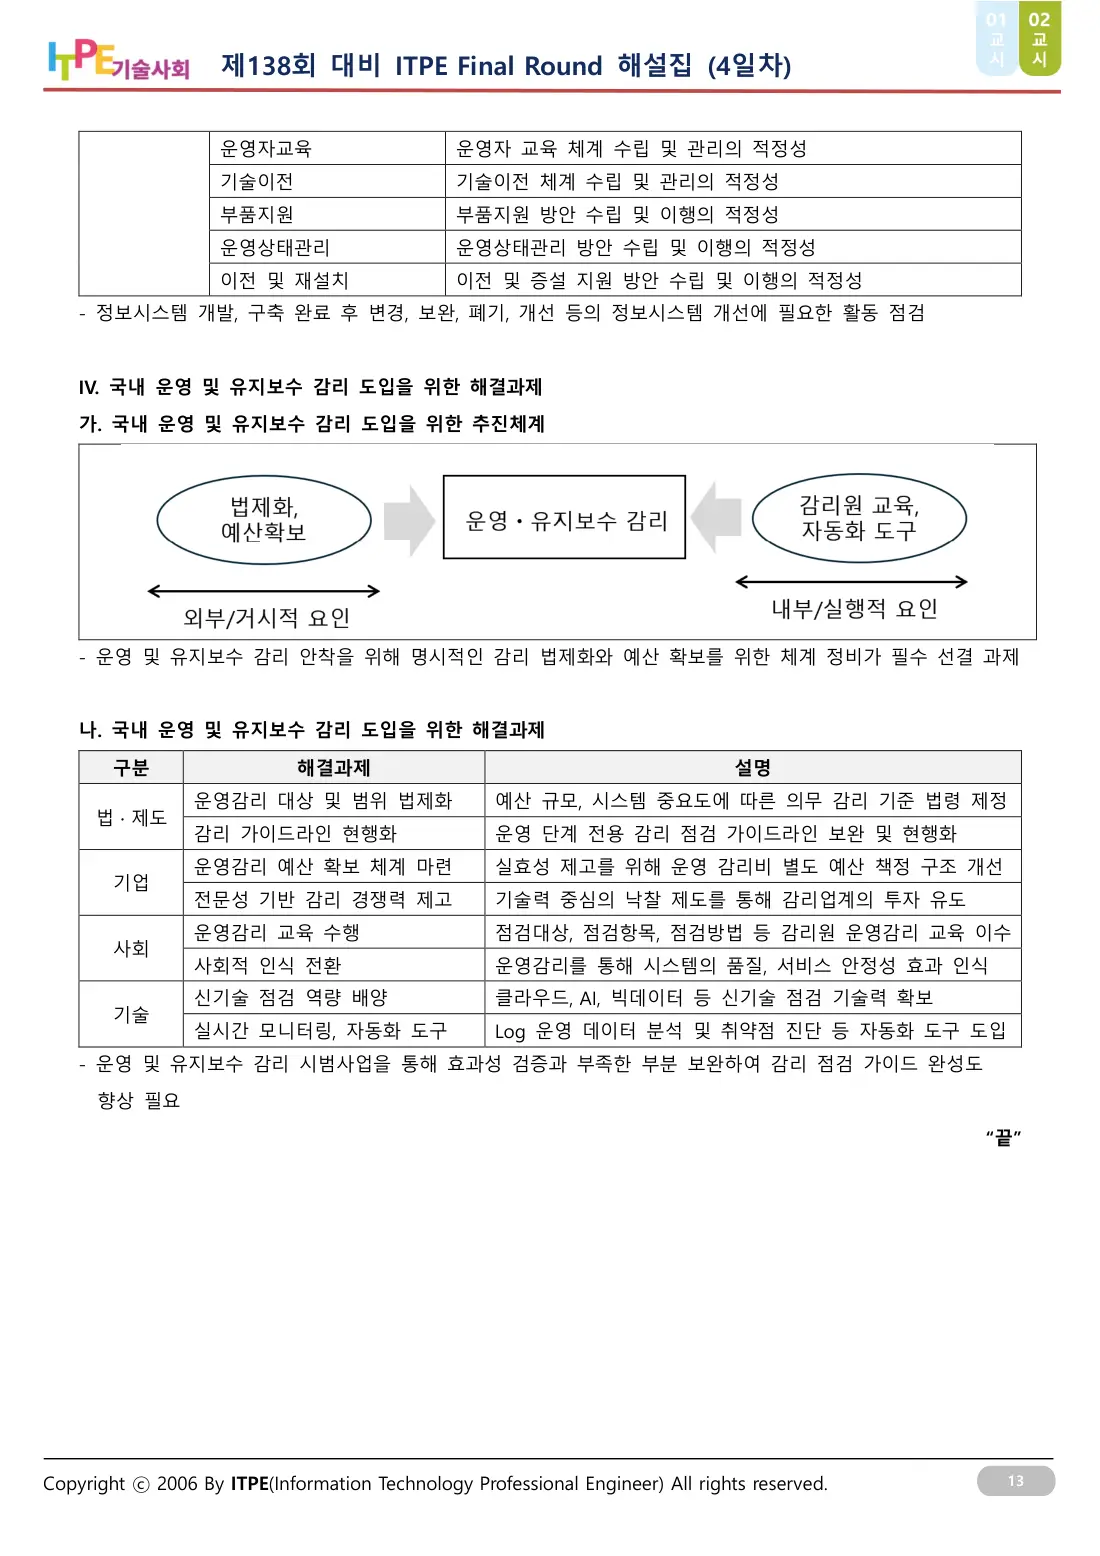 ITPE기술사회 제138회 대비 ITPE Final Round 해설집 (4일차)
01 교 시
02 교 시
운영자교육 운영자 교육 체계 수립 및 관리의 적정성
기술이전 기술이전 체계 수립 및 관리의 적정성
부품지원 부품지원 방안 수립 및 이행의 적정성
운영상태관리 운영상태관리 방안 수립 및 이행의 적정성
이전 및 재설치 이전 및 증설 지원 방안 수립 및 이행의 적정성
- 정보시스템 개발, 구축 완료 후 변경, 보완, 폐기, 개선 등의 정보시스템 개선에 필요한 활동 점검
IV. 국내 운영 및 유지보수 감리 도입을 위한 해결과제
가. 국내 운영 및 유지보수 감리 도입을 위한 추진체계
법제화,
예산확보
운영・유지보수 감리
감리원 교육,
자동화 도구
외부/거시적 요인
내부/실행적 요인
- 운영 및 유지보수 감리 안착을 위해 명시적인 감리 법제화와 예산 확보를 위한 체계 정비가 필수 선결 과제
나. 국내 운영 및 유지보수 감리 도입을 위한 해결과제
구분 해결과제 설명
법 · 제도 운영감리 대상 및 범위 법제화 예산 규모, 시스템 중요도에 따른 의무 감리 기준 법령 제정
감리 가이드라인 현행화 운영 단계 전용 감리 점검 가이드라인 보완 및 현행화
기업 운영감리 예산 확보 체계 마련 실효성 제고를 위해 운영 감리비 별도 예산 책정 구조 개선
전문성 기반 감리 경쟁력 제고 기술력 중심의 낙찰 제도를 통해 감리업계의 투자 유도
사회 운영감리 교육 수행 점검대상, 점검항목, 점검방법 등 감리원 운영감리 교육 이수
사회적 인식 전환 운영감리를 통해 시스템의 품질, 서비스 안정성 효과 인식
기술 신기술 점검 역량 배양 클라우드, AI, 빅데이터 등 신기술 점검 기술력 확보
실시간 모니터링, 자동화 도구 Log 운영 데이터 분석 및 취약점 진단 등 자동화 도구 도입
- 운영 및 유지보수 감리 시범사업을 통해 효과성 검증과 부족한 부분 보완하여 감리 점검 가이드 완성도
향상 필요
“끝”
Copyright ⓒ 2006 By ITPE(Information Technology Professional Engineer) All rights reserved.
13